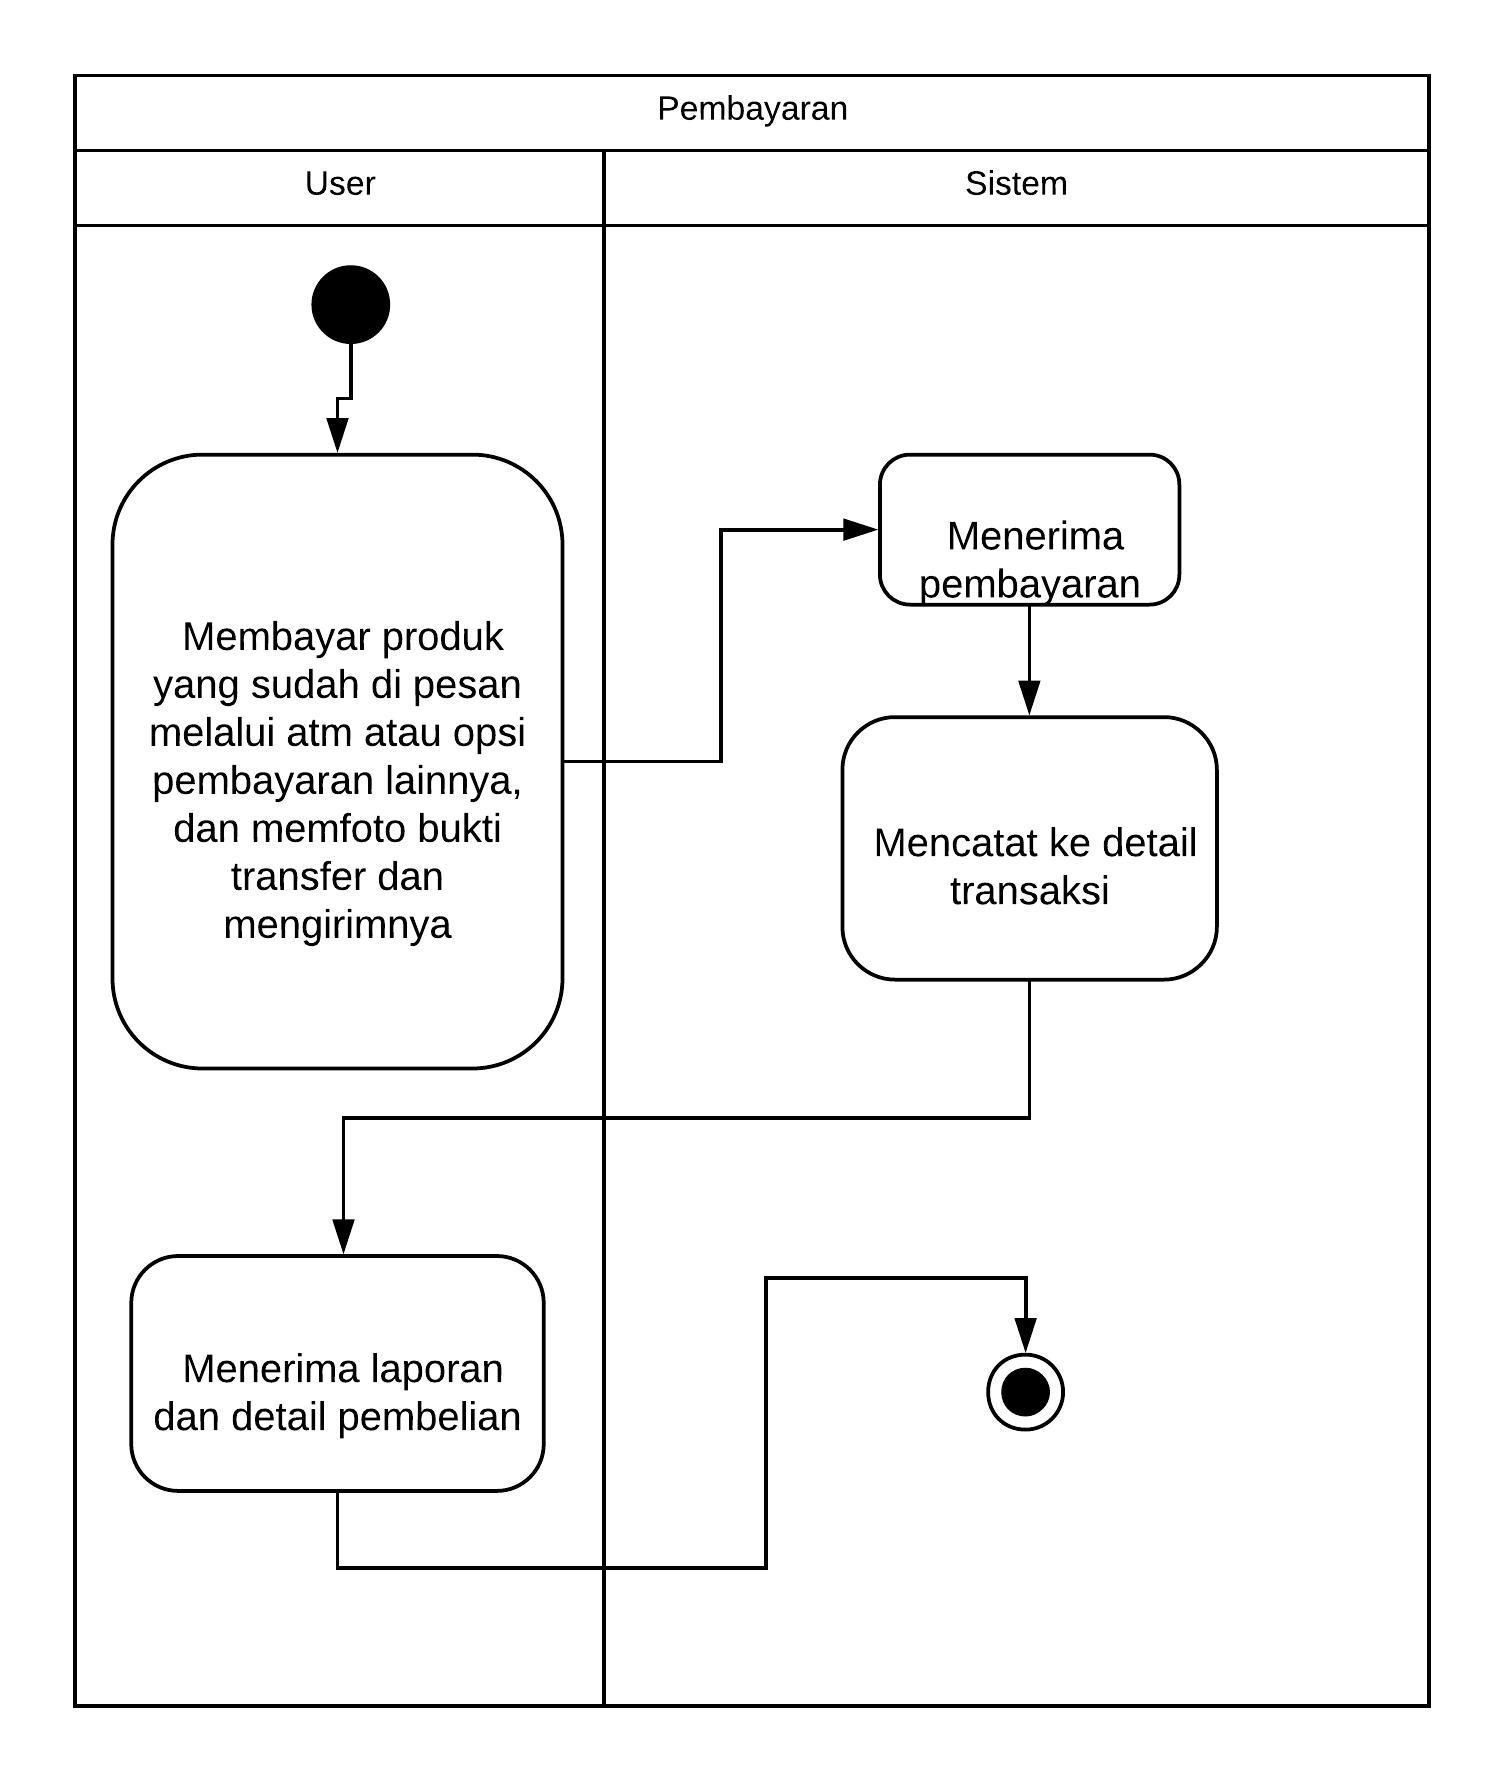 Pembayaran
User
Sistem
Membayar produk
yang sudah di pesan
melalui atm atau opsi
pembayaran lainnya,
dan memfoto bukti
transfer dan
mengirimnya
Menerima
pembayaran
Mencatat ke detail
transaksi
Menerima laporan
dan detail pembelian